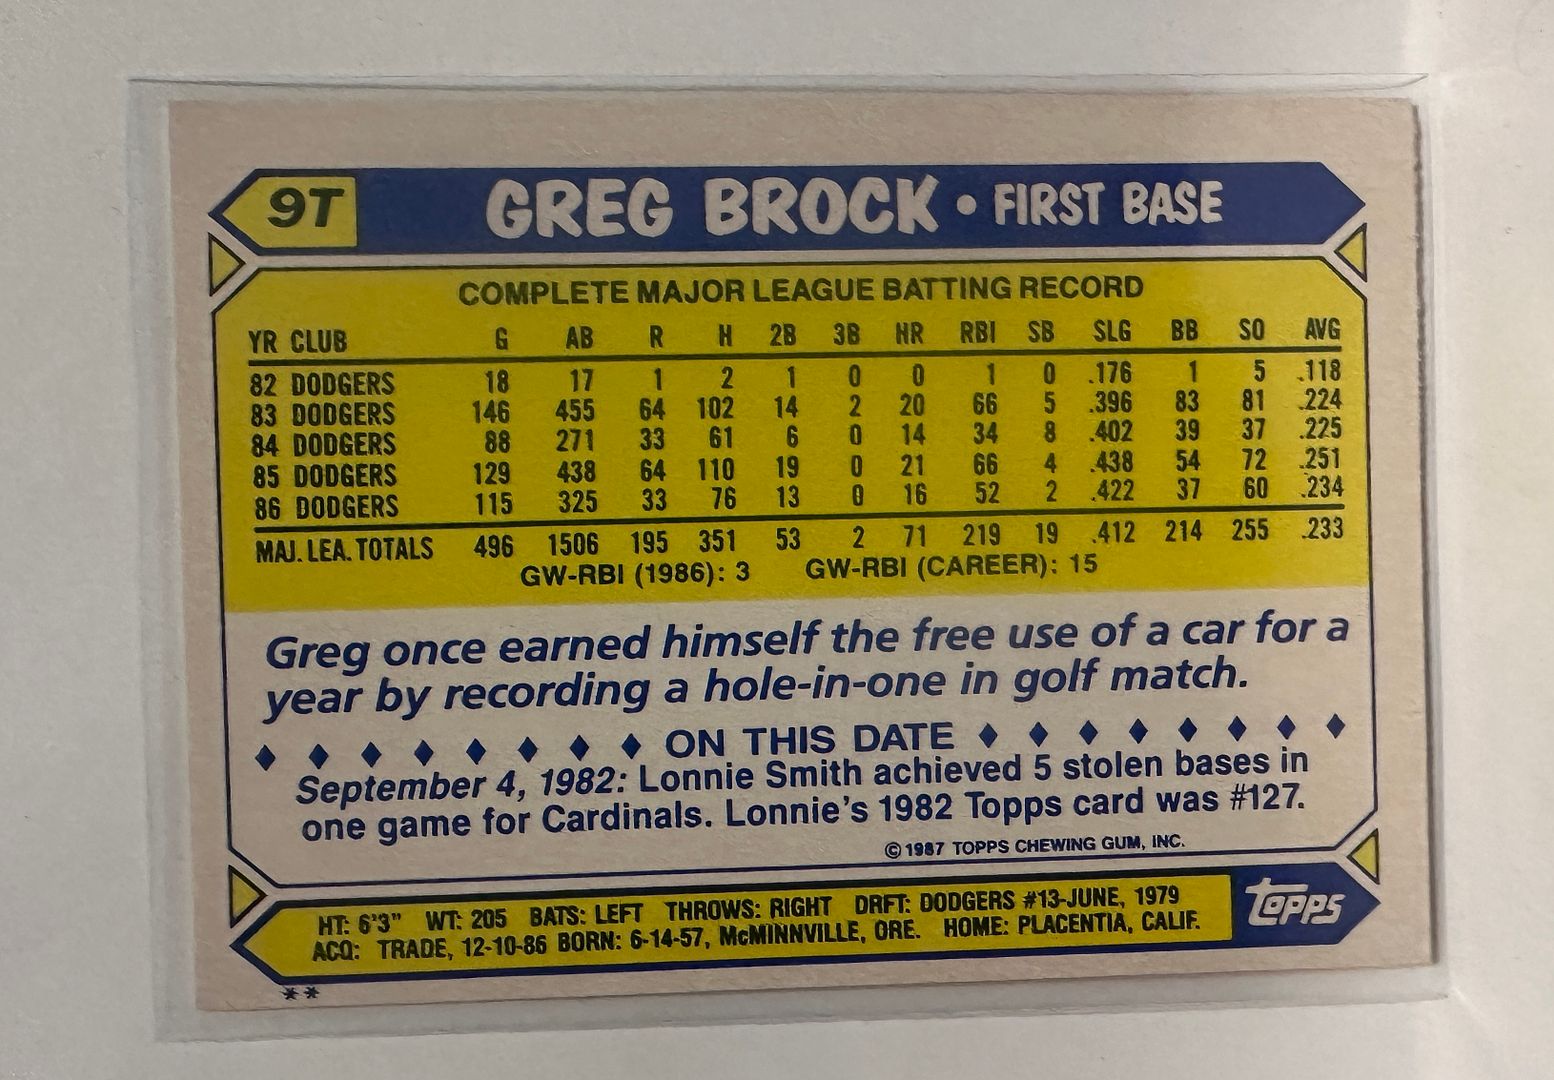 9T GREG BROCK • FIRST BASE
COMPLETE MAJOR LEAGUE BATTING RECORD
YR CLUB G AB R H 2B 3B HR RBI SB SLG BB SO AVG
82 DODGERS 18 17 1 2 1 0 0 1 0 .176 1 5 .118
83 DODGERS 146 455 64 102 14 2 20 66 5 .396 83 81 .224
84 DODGERS 88 271 33 61 6 0 14 34 8 .402 39 37 .225
85 DODGERS 129 438 64 110 19 0 21 66 4 .438 54 72 .251
86 DODGERS 115 325 33 76 13 0 16 52 2 .422 37 60 .234
MAJ. LEA. TOTALS 496 1506 195 351 53 2 71 219 19 .412 214 255 .233
GW-RBI (1986): 3 GW-RBI (CAREER): 15
Greg once earned himself the free use of a car for a
year by recording a hole-in-one in golf match.
♦ ♦ ♦ ♦ ♦ ♦ ♦ ♦ ON THIS DATE ♦ ♦ ♦ ♦ ♦ ♦ ♦ ♦
September 4, 1982: Lonnie Smith achieved 5 stolen bases in
one game for Cardinals. Lonnie's 1982 Topps card was #127.
© 1987 TOPPS CHEWING GUM, INC.
HT: 6'3" WT: 205 BATS: LEFT THROWS: RIGHT DRFT: DODGERS #13-JUNE, 1979
ACQ: TRADE, 12-10-86 BORN: 6-14-57, McMINNVILLE, ORE. HOME: PLACENTIA, CALIF.
topps
**